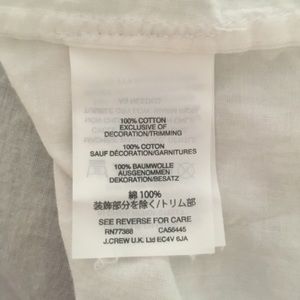 100% COTTON
EXCLUSIVE OF
DECORATION/TRIMMING
100% COTON
SAUF DÉCORATION/GARNITURES
100% BAUMWOLLE
AUSGENOMMEN
DEKORATION/BESATZ
綿 100%
装飾部分を除く/トリム部
SEE REVERSE FOR CARE
RN77388 CA56445
J.CREW U.K. Ltd EC4V 6JA